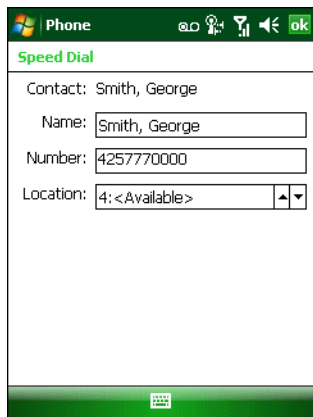 Phone ok
Speed Dial
Contact: Smith, George
Name: Smith, George
Number: 4257770000
Location: 4:<Available>